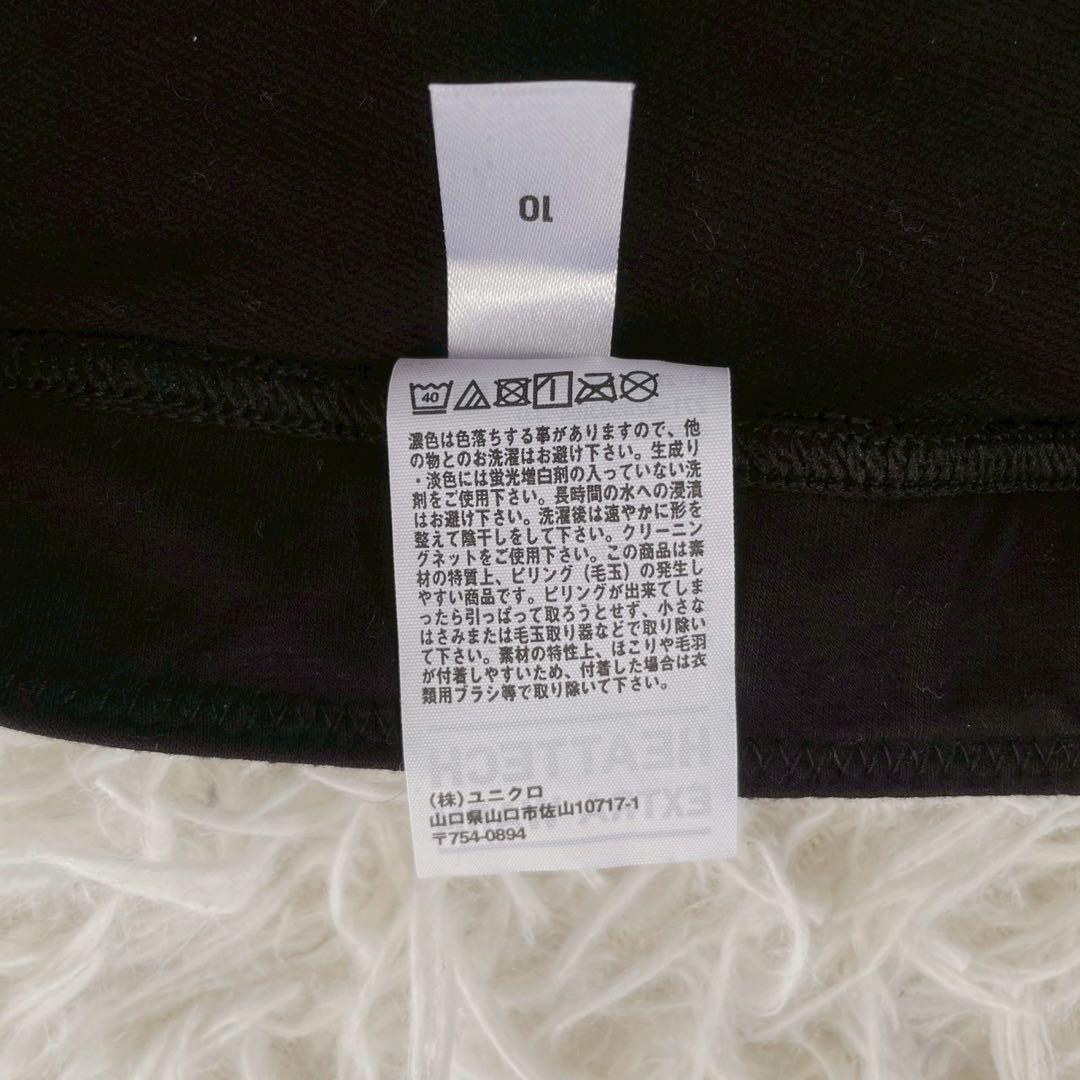 10
40
濃色は色落ちする事がありますので、他
の物とのお洗濯はお避け下さい。生成り
・淡色には蛍光増白剤の入っていない洗
剤をご使用下さい。長時間の水への浸漬
はお避け下さい。洗濯後は速やかに形を
整えて陰干しをして下さい。クリーニン
グネットをご使用下さい。この商品は素
材の特質上、ピリング（毛玉）の発生し
やすい商品です。ピリングが出来てしま
ったら引っぱって取ろうとせず、小さな
はさみまたは毛玉取り器などで取り除い
て下さい。素材の特性上、ほこりや毛羽
が付着しやすいため、付着した場合は衣
類用ブラシ等で取り除いて下さい。
HEATTECH
(株)ユニクロ
山口県山口市佐山10717-1
EXTRA
〒754-0894